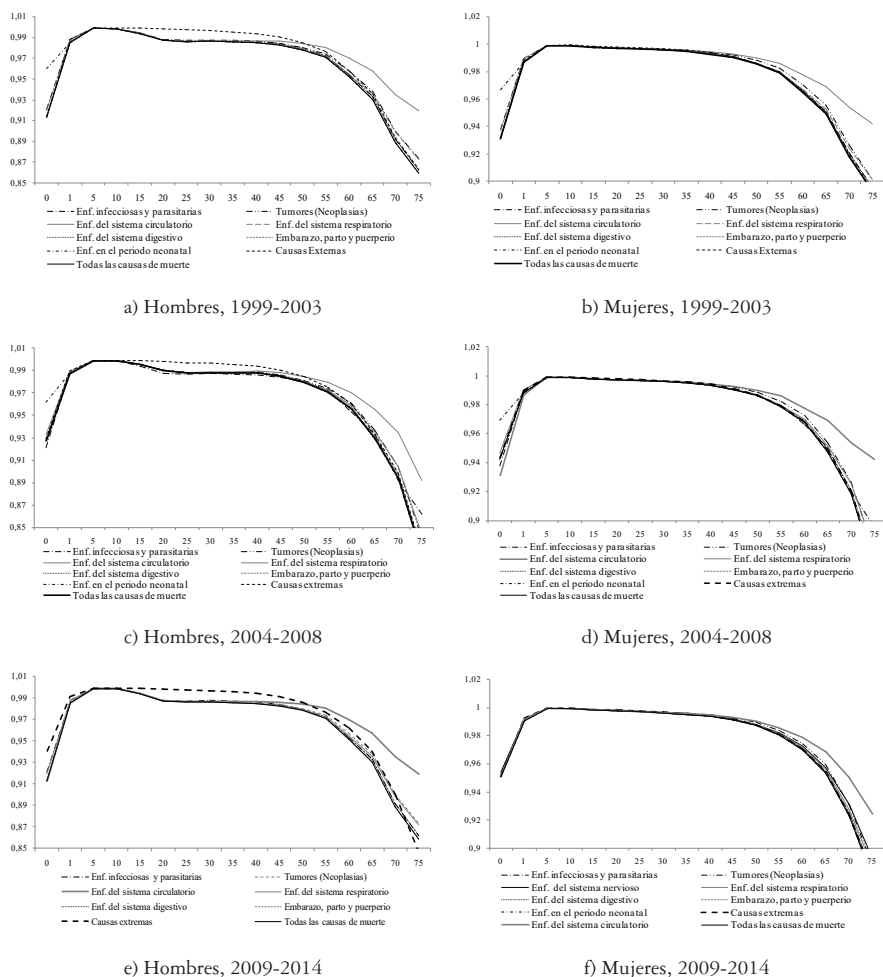 1,01
0,99
0,97
0,95
0,93
0,91
0,89
0,87
0,85
0 1 5 10 15 20 25 30 35 40 45 50 55 60 65 70 75
Enf. infecciosas y parasitarias Tumores (Neoplasias)
Enf. del sistema circulatorio Enf. del sistema respiratorio
Enf. del sistema digestivo Embarazo, parto y puerperio
Enf. en el periodo neonatal Causas Externas
Todas las causas de muerte
a) Hombres, 1999-2003
1,02
1
0,98
0,96
0,94
0,92
0,9
0 1 5 10 15 20 25 30 35 40 45 50 55 60 65 70 75
Enf. infecciosas y parasitarias Tumores (Neoplasias)
Enf. del sistema circulatorio Enf. del sistema respiratorio
Enf. del sistema digestivo Embarazo, parto y puerperio
Enf. en el periodo neonatal Causas Externas
Todas las causas de muerte
b) Mujeres, 1999-2003
1,01
0,99
0,97
0,95
0,93
0,91
0,89
0,87
0,85
0 1 5 10 15 20 25 30 35 40 45 50 55 60 65 70 75
Enf. infecciosas y parasitarias Tumores (Neoplasias)
Enf. del sistema circulatorio Enf. del sistema respiratorio
Enf. del sistema digestivo Embarazo, parto y puerperio
Enf. en el periodo neonatal Causas extremas
Todas las causas de muerte
c) Hombres, 2004-2008
1,02
1
0,98
0,96
0,94
0,92
0,9
0 1 5 10 15 20 25 30 35 40 45 50 55 60 65 70 75
Enf. infecciosas y parasitarias Tumores (Neoplasias)
Enf. del sistema circulatorio Enf. del sistema respiratorio
Enf. del sistema digestivo Embarazo, parto y puerperio
Enf. en el periodo neonatal Causas extremas
Todas las causas de muerte
d) Mujeres, 2004-2008
1,01
0,99
0,97
0,95
0,93
0,91
0,89
0,87
0,85
0 1 5 10 15 20 25 30 35 40 45 50 55 60 65 70 75
Enf. infecciosas y parasitarias Tumores (Neoplasias)
Enf. del sistema circulatorio Enf. del sistema respiratorio
Enf. del sistema digestivo Embarazo, parto y puerperio
Causas extremas Todas las causas de muerte
e) Hombres, 2009-2014
1,02
1
0,98
0,96
0,94
0,92
0,9
0 1 5 10 15 20 25 30 35 40 45 50 55 60 65 70 75
Enf. infecciosas y parasitarias Tumores (Neoplasias)
Enf. del sistema nervioso Enf. del sistema respiratorio
Enf. del sistema digestivo Embarazo, parto y puerperio
Enf. en el periodo neonatal Causas extremas
Enf. del sistema circulatorio Todas las causas de muerte
f) Mujeres, 2009-2014